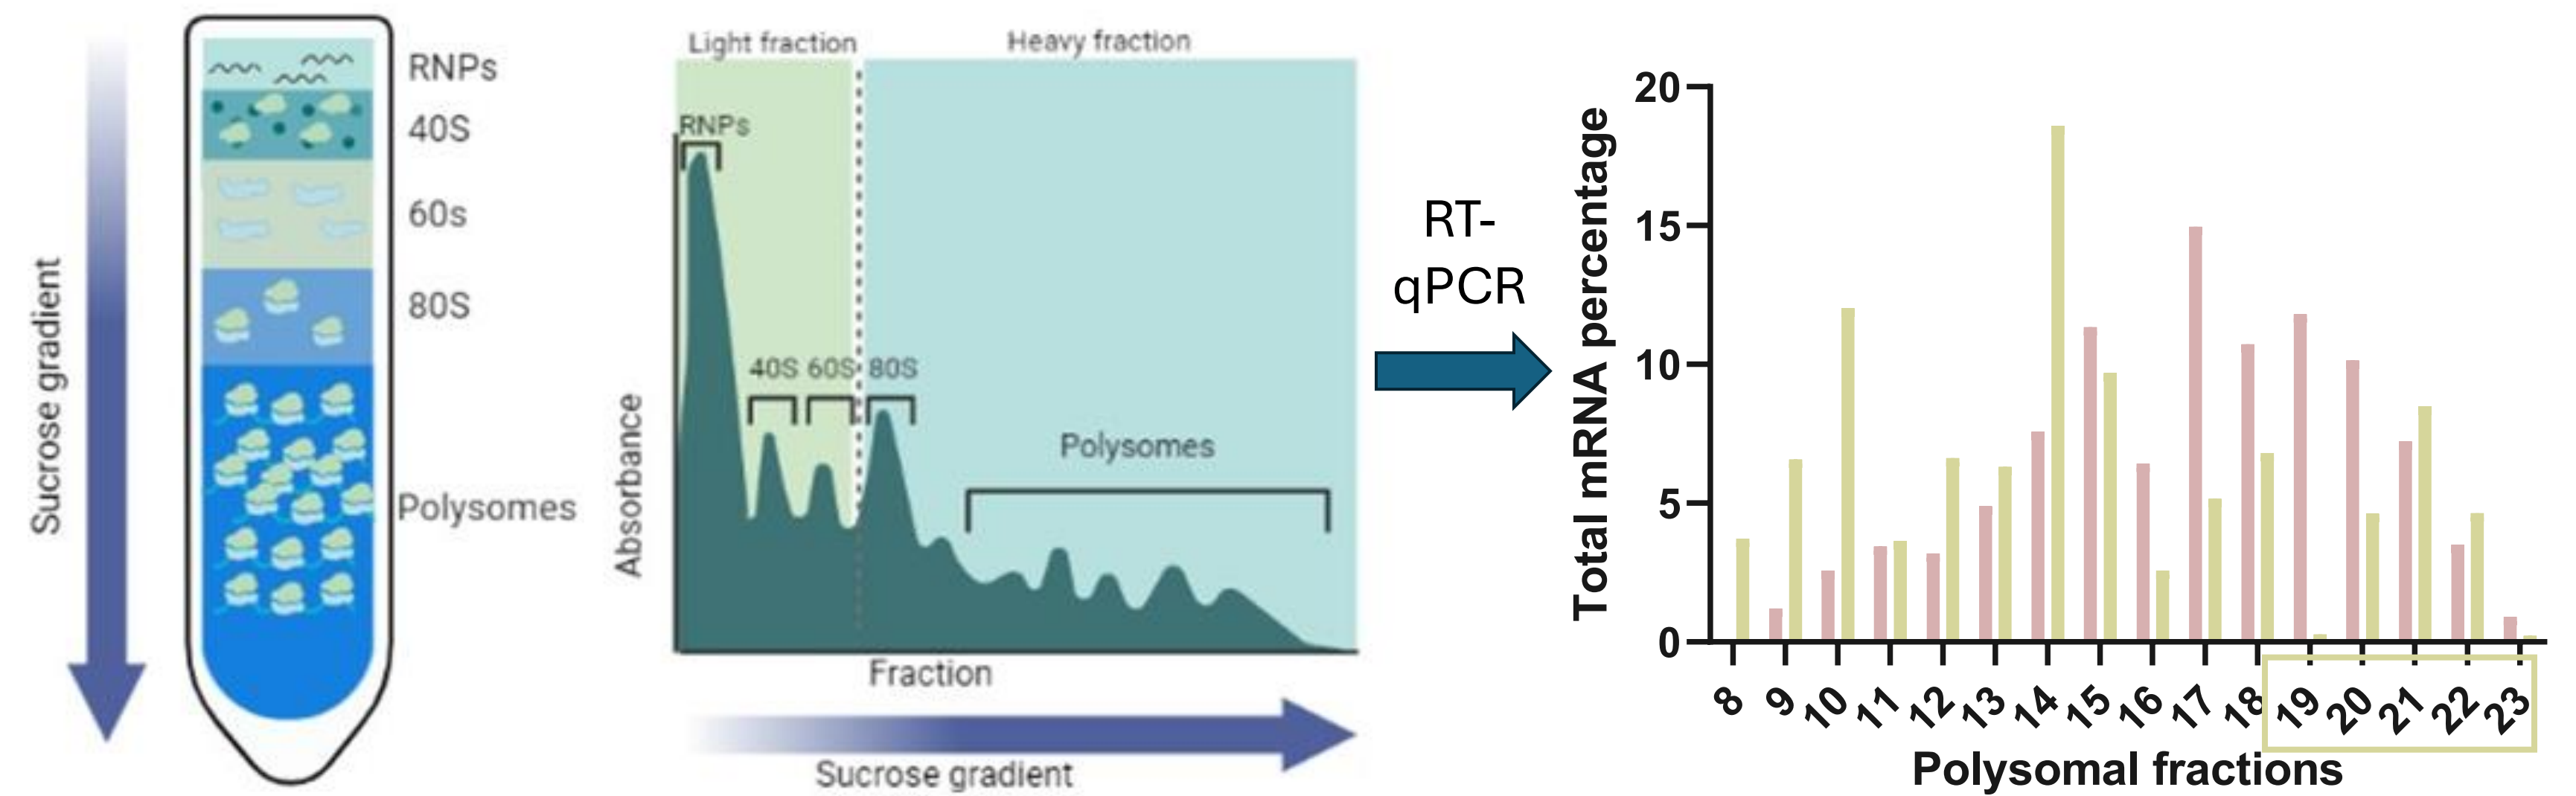 Sucrose gradient
RNPs
40S
60s
80S
Polysomes
Light fraction
Heavy fraction
RNPs
40S
60S
80S
Polysomes
Absorbance
Fraction
Sucrose gradient
RT-
qPCR
Total mRNA percentage
20
15
10
5
0
8 9 10 11 12 13 14 15 16 17 18 19 20 21 22 23
Polysomal fractions